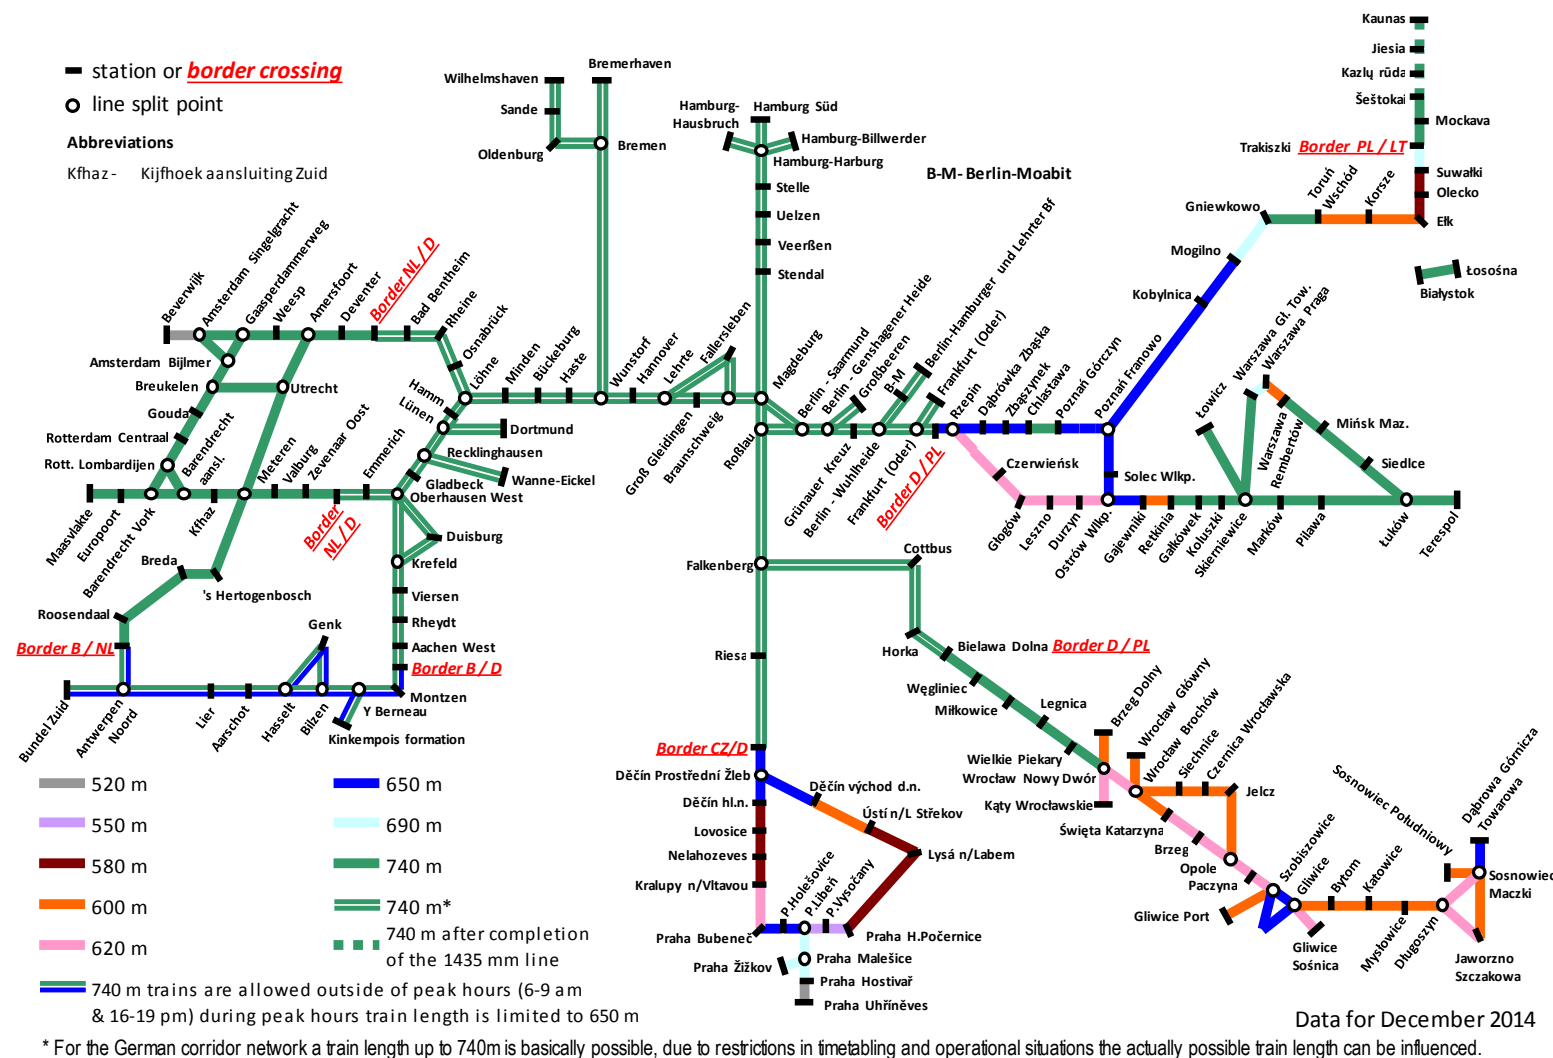 station or border crossing
line split point
Abbreviations
Kfhaz - Kijfhoek aansluiting Zuid
Wilhelmshaven
Sande
Oldenburg
Bremerhaven
Bremen
Hamburg-
Hausbruch
Hamburg Süd
Hamburg-Billwerder
Hamburg-Harburg
Stelle
Uelzen
Veerßen
Stendal
B-M- Berlin-Moabit
Kaunas
Jiesia
Kazlų rūda
Šeštokai
Mockava
Trakiszki Border PL / LT
Suwałki
Olecko
Ełk
Toruń
Wschód
Korsze
Gniewkowo
Mogilno
Kobylnica
Łosośna
Białystok
Beverwijk
Amsterdam Singelgracht
Gaasperdammerweg
Weesp
Amersfoort
Deventer
Border NL / D
Bad Bentheim
Rheine
Osnabrück
Amsterdam Bijlmer
Breukelen
Utrecht
Gouda
Rotterdam Centraal
Rott. Lombardijen
Barendrecht
aansl.
Meteren
Valburg
Zevenaar Oost
Emmerich
Hamm
Lünen
Löhne
Minden
Bückeburg
Haste
Wunstorf
Hannover
Lehrte
Fallersleben
Groß Gleidingen
Braunschweig
Magdeburg
Roßlau
Berlin - Saarmund
Berlin - Genshagener Heide
Großbeeren
B-M
Berlin-Hamburger und Lehrter Bf
Frankfurt (Oder)
Grünauer Kreuz
Berlin - Wuhlheide
Frankfurt (Oder)
Border D / PL
Rzepin
Dąbrówka Zbąska
Zbąszynek
Chlastawa
Poznań Górczyn
Poznań Franowo
Dortmund
Recklinghausen
Wanne-Eickel
Gladbeck
Oberhausen West
Maasvlakte
Europoort
Barendrecht Vork
Kfhaz
Border
NL / D
Duisburg
Krefeld
Viersen
Rheydt
Aachen West
Border B / D
Montzen
Breda
's Hertogenbosch
Roosendaal
Border B / NL
Genk
Bundel Zuid
Antwerpen
Noord
Lier
Aarschot
Hasselt
Bilzen
Y Berneau
Kinkempois formation
Czerwieńsk
Głogów
Leszno
Durzyn
Ostrów Wlkp.
Solec Wlkp.
Gajewniki
Retkinia
Gałkówek
Koluszki
Skierniewice
Łowicz
Warszawa Gł. Tow.
Warszawa Praga
Warszawa
Rembertów
Mińsk Maz.
Siedlce
Marków
Pilawa
Łuków
Terespol
Falkenberg
Cottbus
Horka
Bielawa Dolna Border D / PL
Węgliniec
Miłkowice
Legnica
Wielkie Piekary
Wrocław Nowy Dwór
Brzeg Dolny
Wrocław Główny
Wrocław Brochów
Siechnice
Czernica Wrocławska
Jelcz
Kąty Wrocławskie
Święta Katarzyna
Brzeg
Opole
Paczyna
Szobiszowice
Gliwice
Bytom
Katowice
Gliwice Port
Gliwice
Sośnica
Mysłowice
Długoszyn
Sosnowiec Południowy
Dąbrowa Górnicza
Towarowa
Sosnowiec
Maczki
Jaworzno
Szczakowa
Riesa
Border CZ/D
Děčín Prostřední Žleb
Děčín východ d.n.
Děčín hl.n.
Ústí n/L Střekov
Lovosice
Nelahozeves
Lysá n/Labem
Kralupy n/Vltavou
P.Holešovice
P.Libeň
P.Vysočany
Praha Bubeneč
Praha H.Počernice
Praha Malešice
Praha Žižkov
Praha Hostivař
Praha Uhříněves
520 m
550 m
580 m
600 m
620 m
650 m
690 m
740 m
740 m*
740 m after completion
of the 1435 mm line
740 m trains are allowed outside of peak hours (6-9 am
& 16-19 pm) during peak hours train length is limited to 650 m
Data for December 2014
* For the German corridor network a train length up to 740m is basically possible, due to restrictions in timetabling and operational situations the actually possible train length can be influenced.